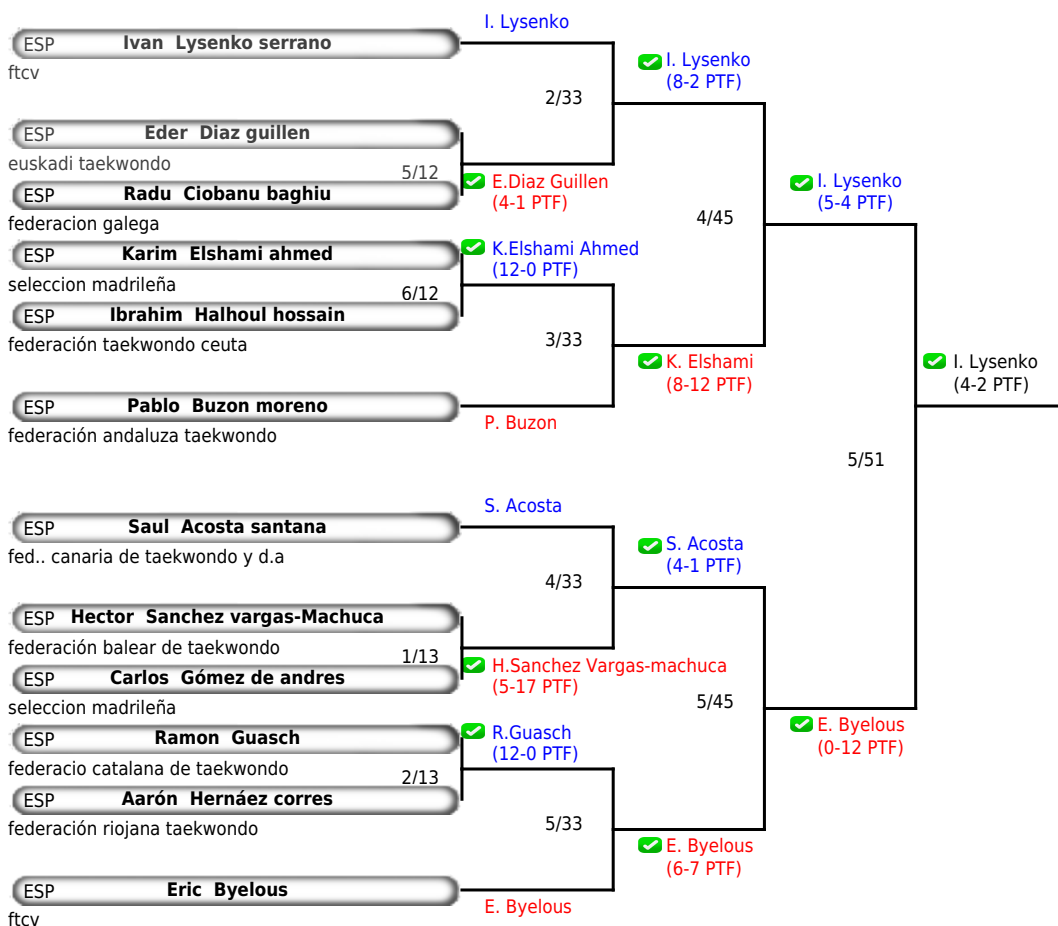 I. Lysenko
ESP Ivan Lysenko serrano
ftcv
I. Lysenko
(8-2 PTF)
2/33
ESP Eder Diaz guillen
euskadi taekwondo
5/12
E.Diaz Guillen
(4-1 PTF)
ESP Radu Ciobanu baghiu
federacion galega
I. Lysenko
(5-4 PTF)
4/45
ESP Karim Elshami ahmed
seleccion madrileña
K.Elshami Ahmed
(12-0 PTF)
6/12
ESP Ibrahim Halhoul hossain
federación taekwondo ceuta
3/33
K. Elshami
(8-12 PTF)
I. Lysenko
(4-2 PTF)
ESP Pablo Buzon moreno
federación andaluza taekwondo
P. Buzon
5/51
S. Acosta
ESP Saul Acosta santana
fed.. canaria de taekwondo y d.a
S. Acosta
(4-1 PTF)
4/33
ESP Hector Sanchez vargas-Machuca
federación balear de taekwondo
1/13
H.Sanchez Vargas-machuca
(5-17 PTF)
ESP Carlos Gómez de andres
seleccion madrileña
5/45
ESP Ramon Guasch
federacio catalana de taekwondo
R.Guasch
(12-0 PTF)
E. Byelous
(0-12 PTF)
2/13
ESP Aarón Hernáez corres
federación riojana taekwondo
5/33
E. Byelous
(6-7 PTF)
ESP Eric Byelous
ftcv
E. Byelous